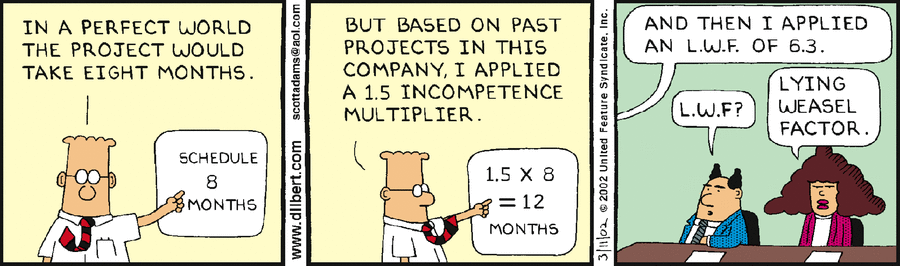 IN A PERFECT WORLD
THE PROJECT WOULD
TAKE EIGHT MONTHS.
SCHEDULE
8
MONTHS
www.dilbert.com scottadams@aol.com
BUT BASED ON PAST
PROJECTS IN THIS
COMPANY, I APPLIED
A 1.5 INCOMPETENCE
MULTIPLIER.
1.5 X 8
= 12
MONTHS
3/11/02 © 2002 United Feature Syndicate, Inc.
AND THEN I APPLIED
AN L.W.F. OF 6.3.
L.W.F?
LYING
WEASEL
FACTOR.